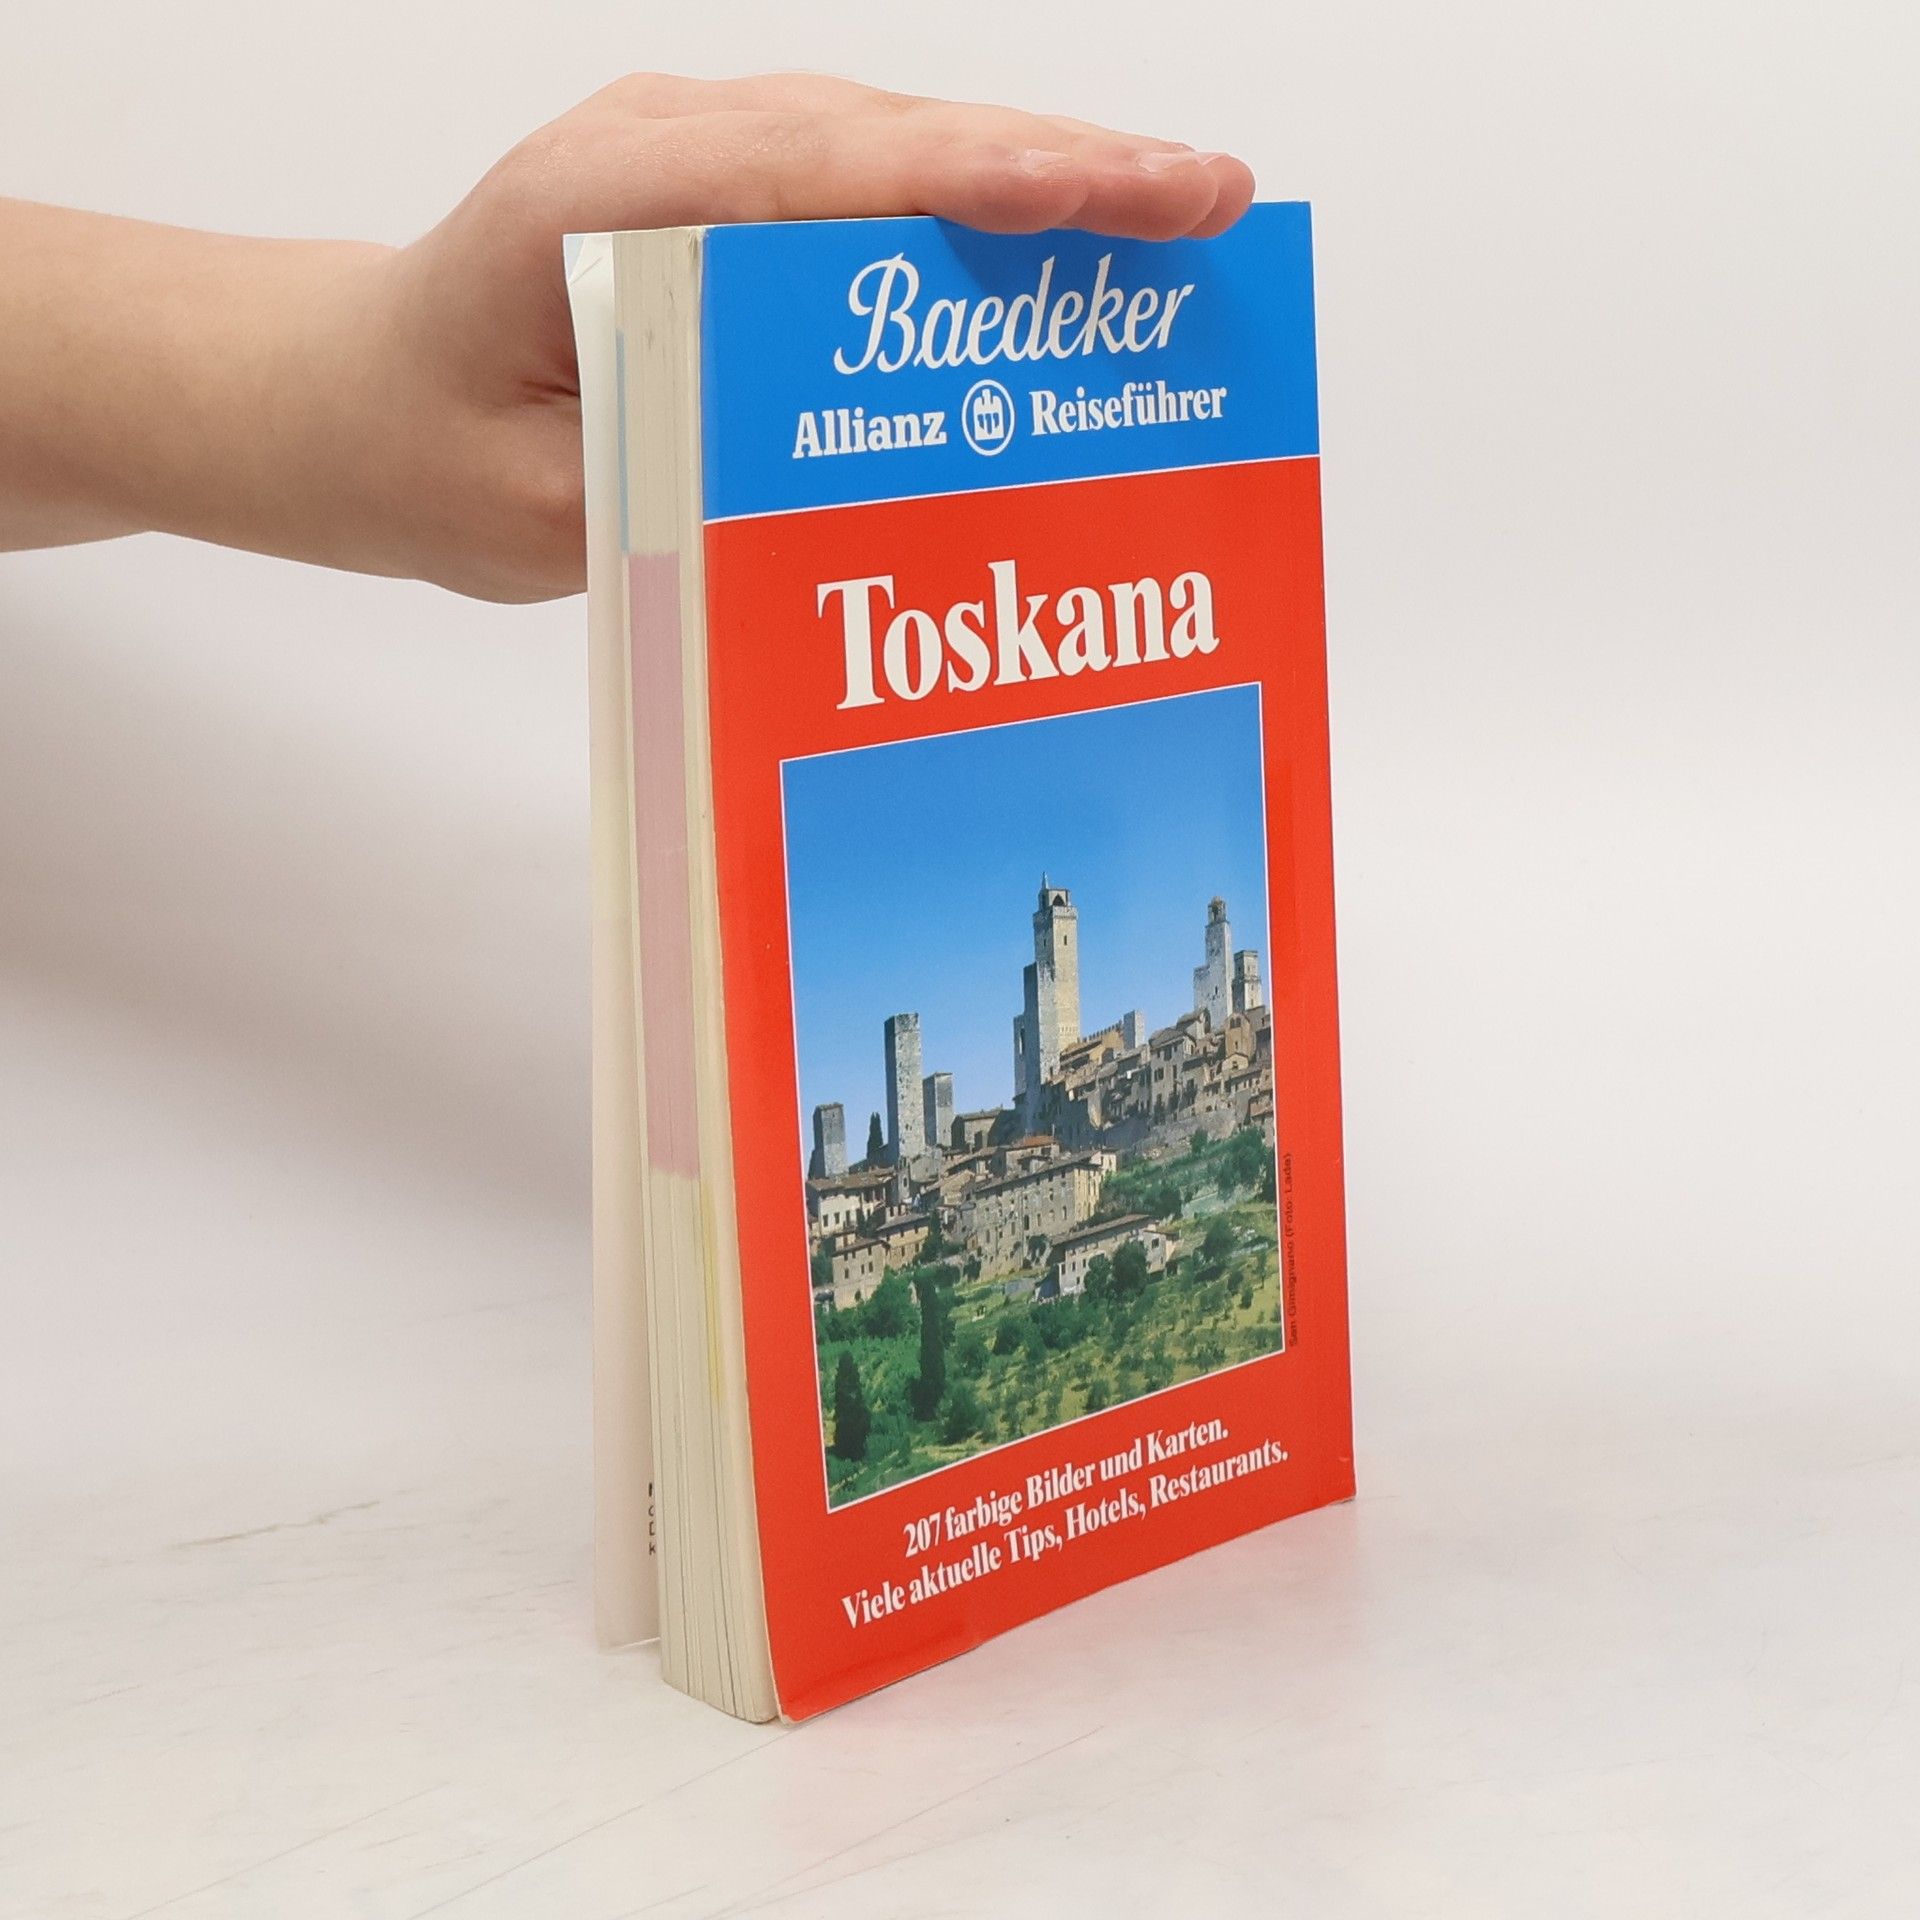 Baedeker
Allianz Reiseführer
Toskana
San Gimignano (Foto: Lade)
207 farbige Bilder und Karten.
Viele aktuelle Tips, Hotels, Restaurants.